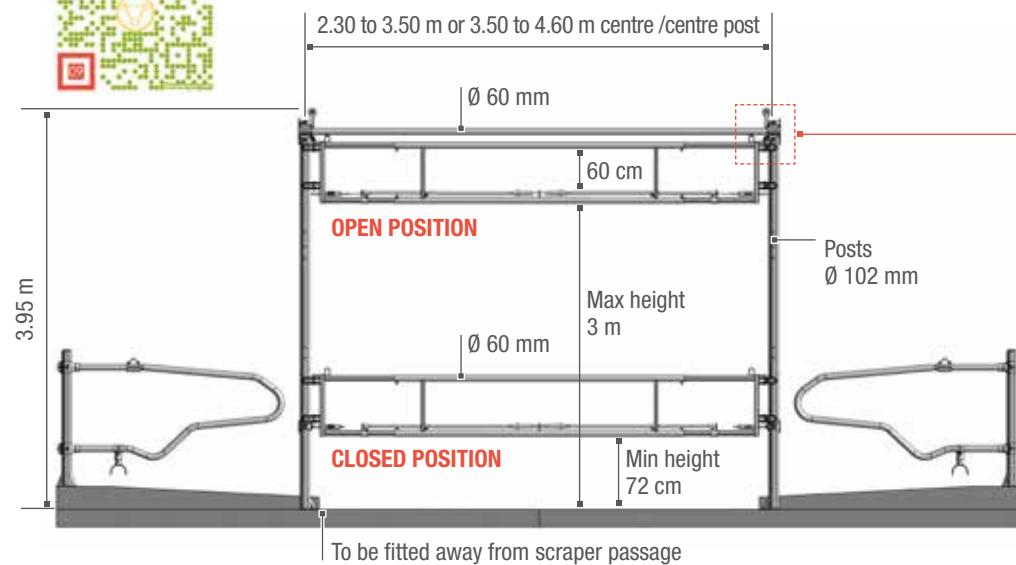 2.30 to 3.50 m or 3.50 to 4.60 m centre /centre post
Ø 60 mm
60 cm
OPEN POSITION
Posts
Ø 102 mm
3.95 m
Max height
3 m
Ø 60 mm
CLOSED POSITION
Min height
72 cm
To be fitted away from scraper passage
09